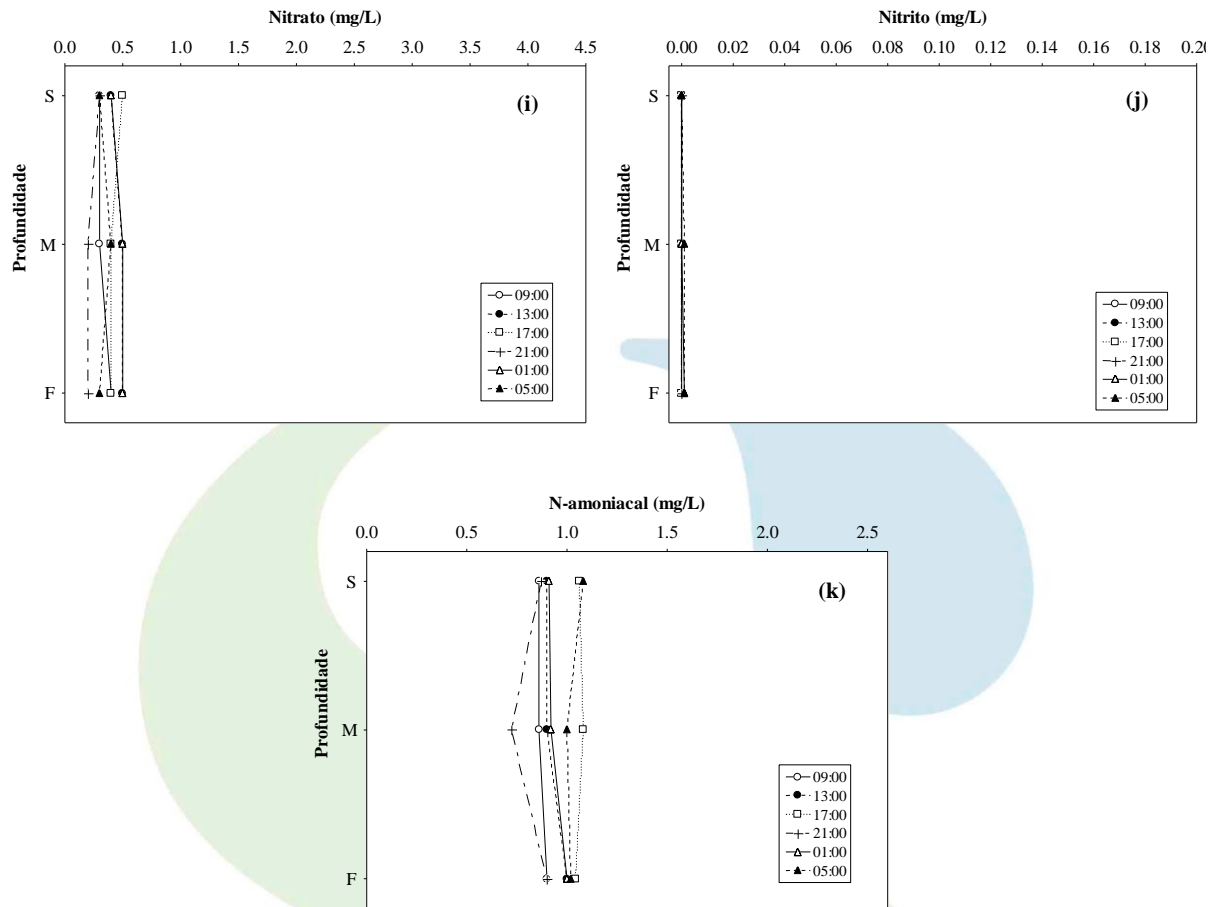 Nitrato (mg/L)
0.0 0.5 1.0 1.5 2.0 2.5 3.0 3.5 4.0 4.5
Profundidade
S
M
F
(i)
09:00
13:00
17:00
21:00
01:00
05:00
Nitrito (mg/L)
0.00 0.02 0.04 0.06 0.08 0.10 0.12 0.14 0.16 0.18 0.20
Profundidade
S
M
F
(j)
09:00
13:00
17:00
21:00
01:00
05:00
N-amoniacal (mg/L)
0.0 0.5 1.0 1.5 2.0 2.5
Profundidade
S
M
F
(k)
09:00
13:00
17:00
21:00
01:00
05:00